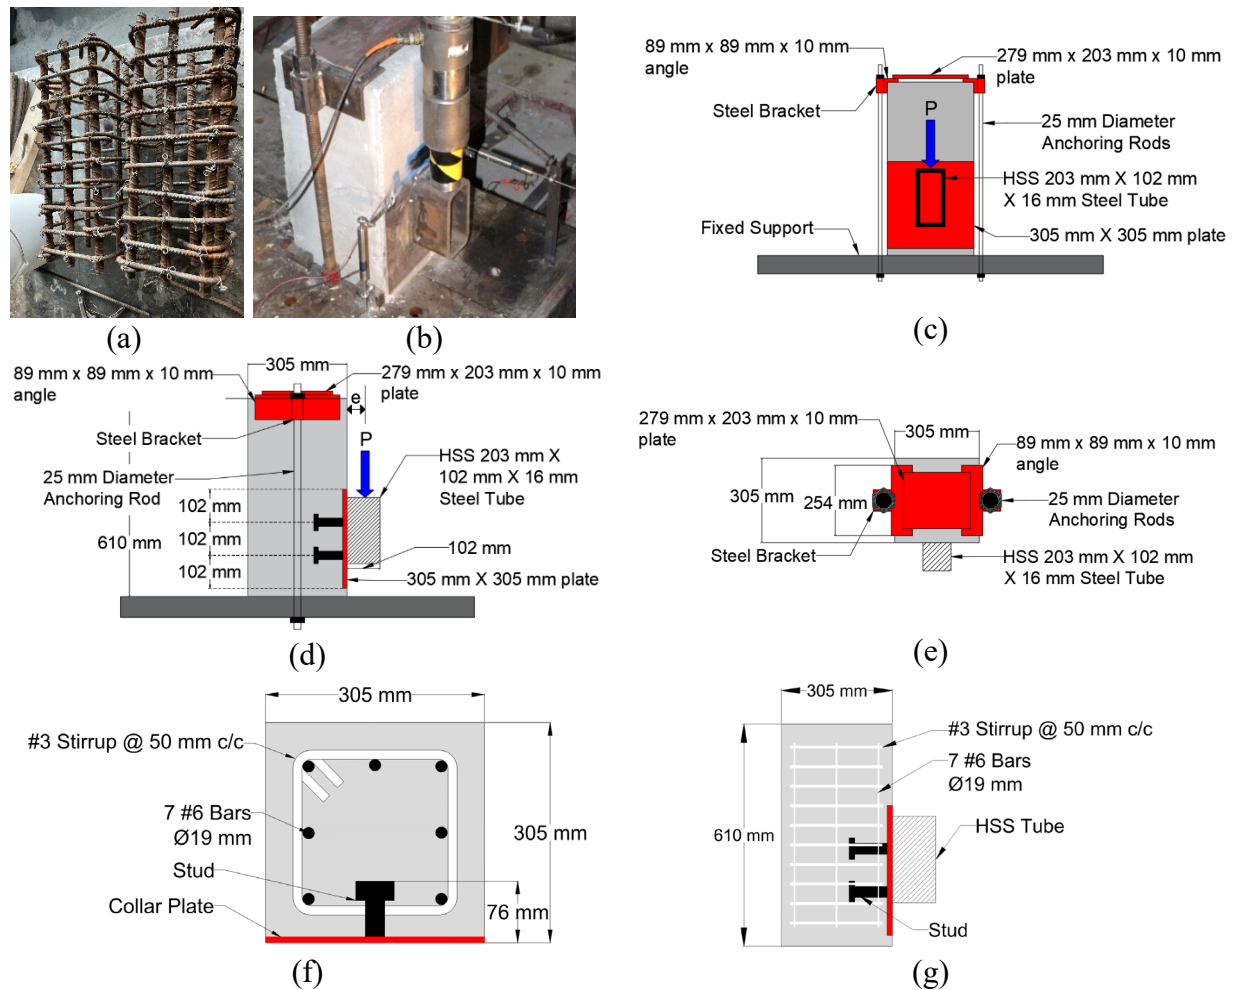 (a)
(b)
89 mm x 89 mm x 10 mm
angle
279 mm x 203 mm x 10 mm
plate
Steel Bracket
P
25 mm Diameter
Anchoring Rods
HSS 203 mm X 102 mm
X 16 mm Steel Tube
Fixed Support
305 mm X 305 mm plate
(c)
305 mm
89 mm x 89 mm x 10 mm
angle
279 mm x 203 mm x 10 mm
plate
e
Steel Bracket
P
25 mm Diameter
Anchoring Rod
HSS 203 mm X
102 mm X 16 mm
Steel Tube
102 mm
610 mm
102 mm
102 mm
102 mm
305 mm X 305 mm plate
(d)
279 mm x 203 mm x 10 mm
plate
305 mm
89 mm x 89 mm x 10 mm
angle
305 mm
254 mm
25 mm Diameter
Anchoring Rods
Steel Bracket
HSS 203 mm X 102 mm
X 16 mm Steel Tube
(e)
305 mm
#3 Stirrup @ 50 mm c/c
7 #6 Bars
Ø19 mm
305 mm
Stud
Collar Plate
76 mm
(f)
305 mm
#3 Stirrup @ 50 mm c/c
7 #6 Bars
Ø19 mm
610 mm
HSS Tube
Stud
(g)